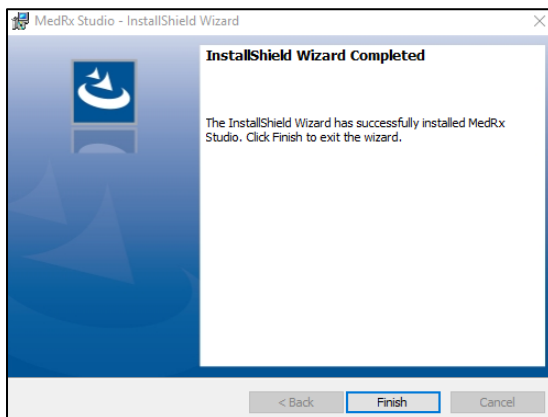 MedRx Studio - InstallShield Wizard
InstallShield Wizard Completed
The InstallShield Wizard has successfully installed MedRx
Studio. Click Finish to exit the wizard.
< Back
Finish
Cancel